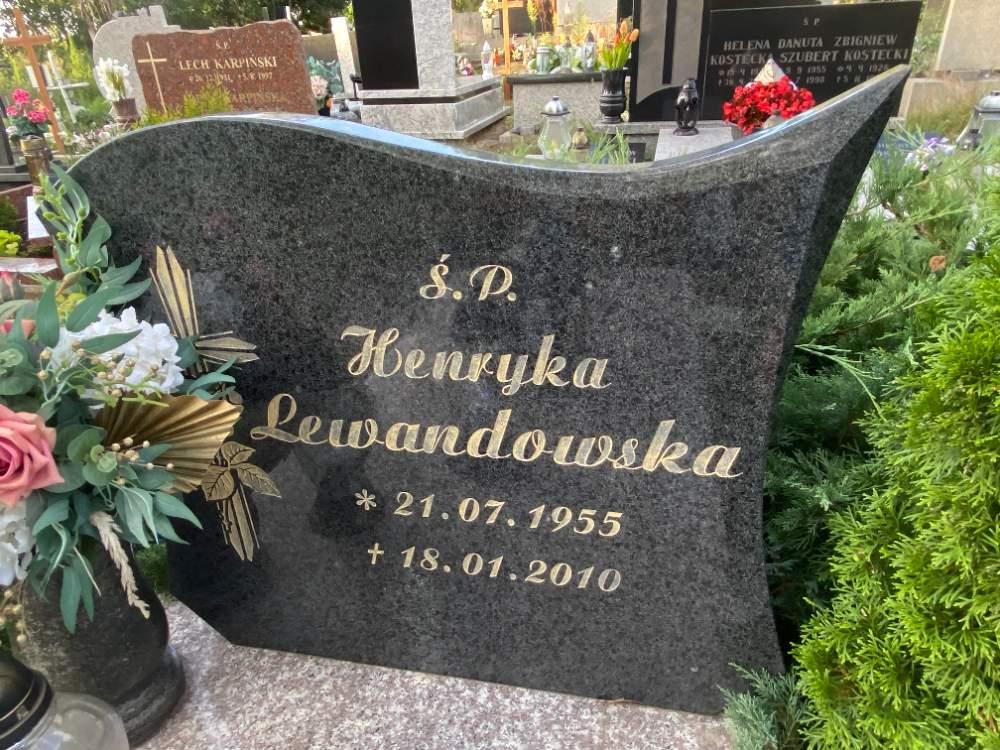 Ś.P.
Henryka
Lewandowska
* 21.07.1955
+ 18.01.2010
Ś.P.
LECH KARPIŃSKI
Ś P
HELENA DANUTA ZBIGNIEW
KOSTECKA SZUBERT KOSTECKI